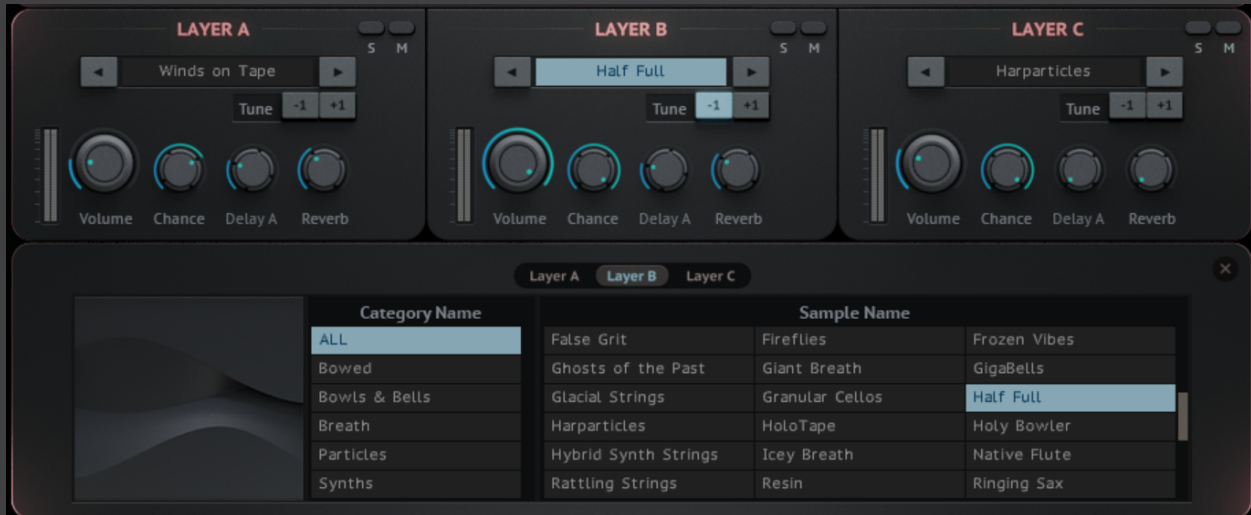 LAYER A
S M
◄ Winds on Tape ►
Tune -1 +1
Volume Chance Delay A Reverb
LAYER B
S M
◄ Half Full ►
Tune -1 +1
Volume Chance Delay A Reverb
LAYER C
S M
◄ Harparticles ►
Tune -1 +1
Volume Chance Delay A Reverb
Layer A Layer B Layer C
Category Name
ALL
Bowed
Bowls & Bells
Breath
Particles
Synths
Sample Name
False Grit Fireflies Frozen Vibes
Ghosts of the Past Giant Breath GigaBells
Glacial Strings Granular Cellos Half Full
Harparticles HoloTape Holy Bowler
Hybrid Synth Strings Icey Breath Native Flute
Rattling Strings Resin Ringing Sax